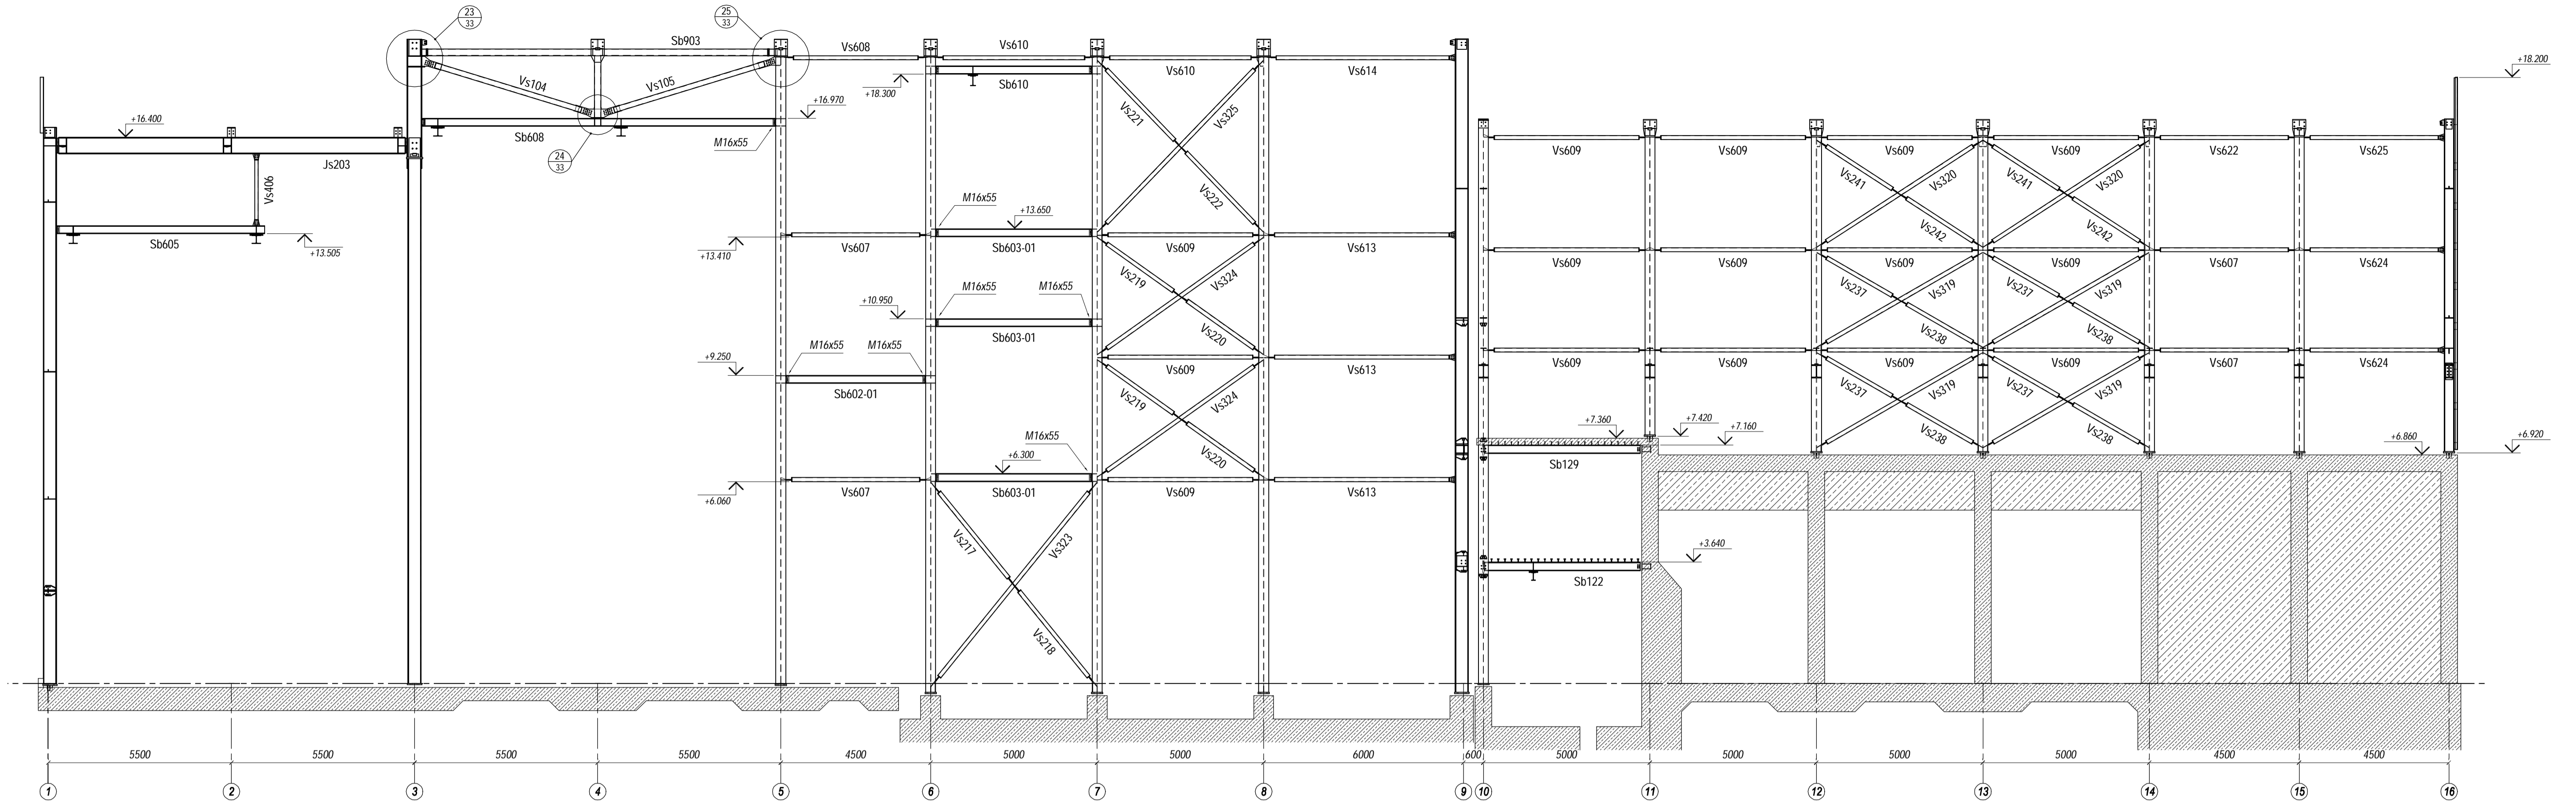 23
33
25
33
Sb903
Vs608
Vs610
Vs610
Vs614
+18.200
Vs104
Vs105
+18.300
Sb610
+16.970
Vs221
Vs325
+16.400
Sb608
M16x55
24
33
Js203
Vs609
Vs609
Vs609
Vs609
Vs622
Vs625
Vs406
Vs222
Vs241
Vs320
Vs241
Vs320
M16x55
+13.650
Sb605
+13.505
+13.410
Vs607
Sb603-01
Vs609
Vs613
Vs242
Vs242
Vs609
Vs609
Vs609
Vs609
Vs607
Vs624
Vs219
Vs324
Vs237
Vs319
Vs237
Vs319
M16x55
M16x55
+10.950
Sb603-01
Vs220
Vs238
Vs238
M16x55
M16x55
+9.250
Sb602-01
Vs609
Vs613
Vs609
Vs609
Vs609
Vs609
Vs607
Vs624
Vs219
Vs324
Vs237
Vs319
Vs237
Vs319
+7.360
+7.420
+7.160
M16x55
Vs238
Vs238
+6.860
+6.920
+6.300
Vs220
Sb129
+6.060
Vs607
Sb603-01
Vs609
Vs613
Vs217
Vs323
+3.640
Sb122
Vs218
5500
5500
5500
5500
4500
5000
5000
6000
600
5000
5000
5000
5000
4500
4500
1
2
3
4
5
6
7
8
9
10
11
12
13
14
15
16